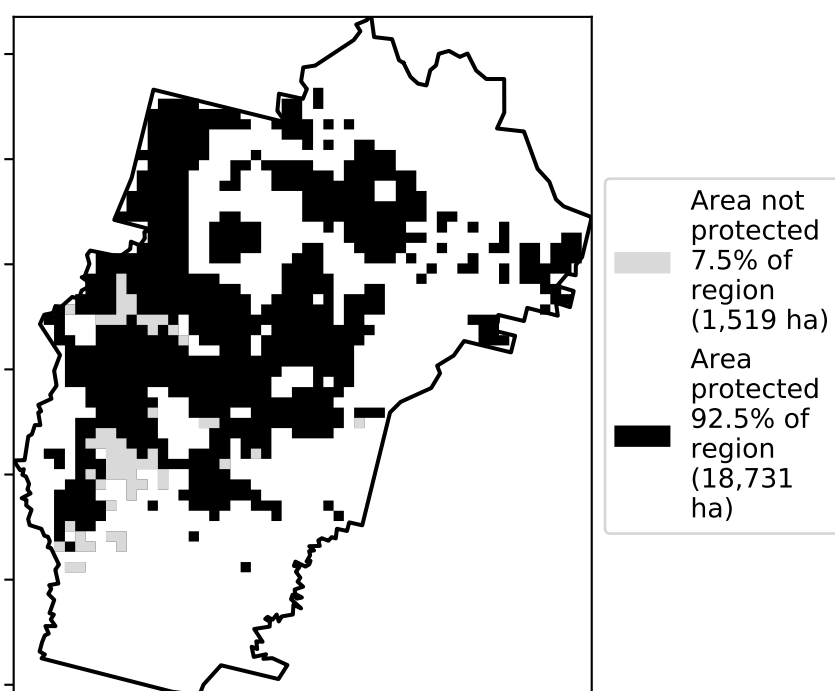 Area not
protected
7.5% of
region
(1,519 ha)
Area
protected
92.5% of
region
(18,731
ha)